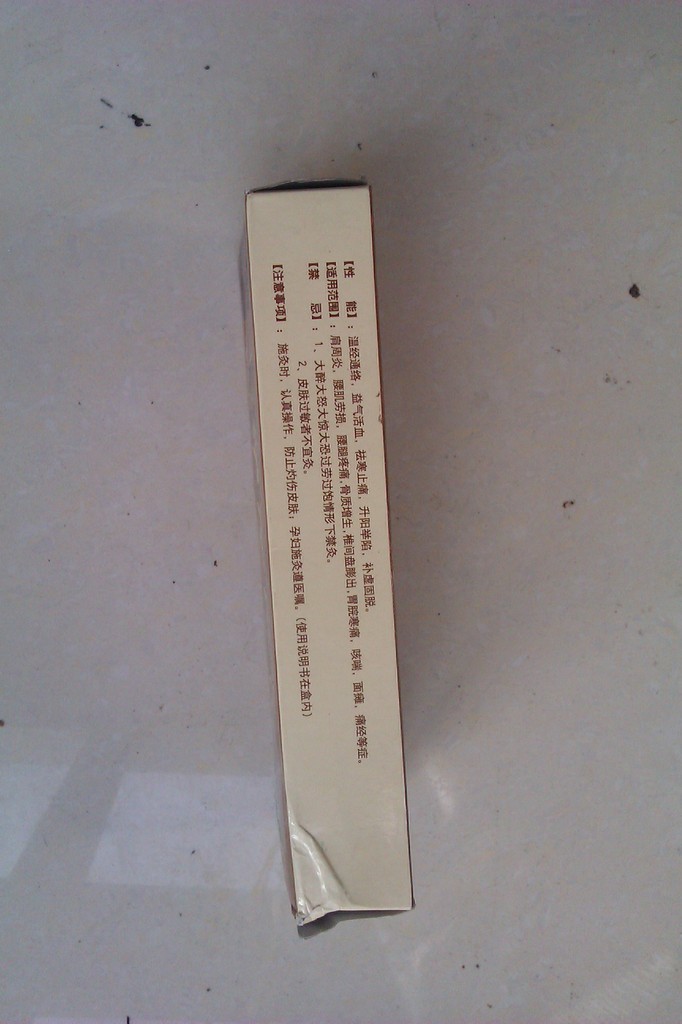 【性 能】：温经通络，益气活血，祛寒止痛，升阳举陷，补虚固脱。
【适用范围】：肩周炎，腰肌劳损，腰腿疼痛，骨质增生，椎间盘膨出，胃脘寒痛，咳喘，面瘫，痛经等症。
【禁 忌】：1、大醉大怒大惊大恐过劳过饱情形下禁灸。
2、皮肤过敏者不宜灸。
【注意事项】：施灸时，认真操作，防止灼伤皮肤；孕妇施灸遵医嘱。（使用说明书在盒内）